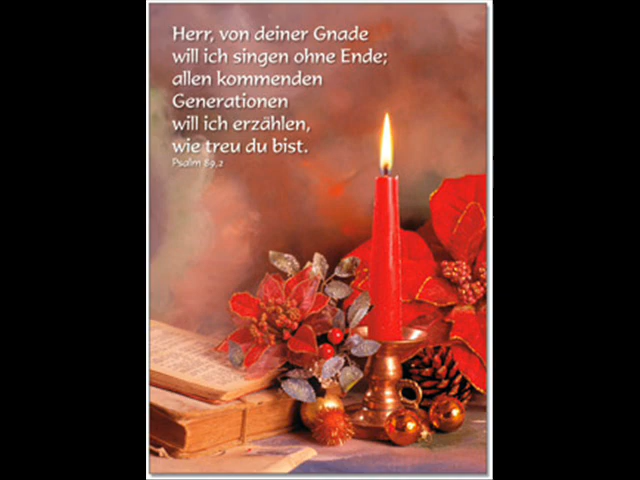 Herr, von deiner Gnade
will ich singen ohne Ende;
allen kommenden
Generationen
will ich erzählen,
wie treu du bist.
Psalm 89,2